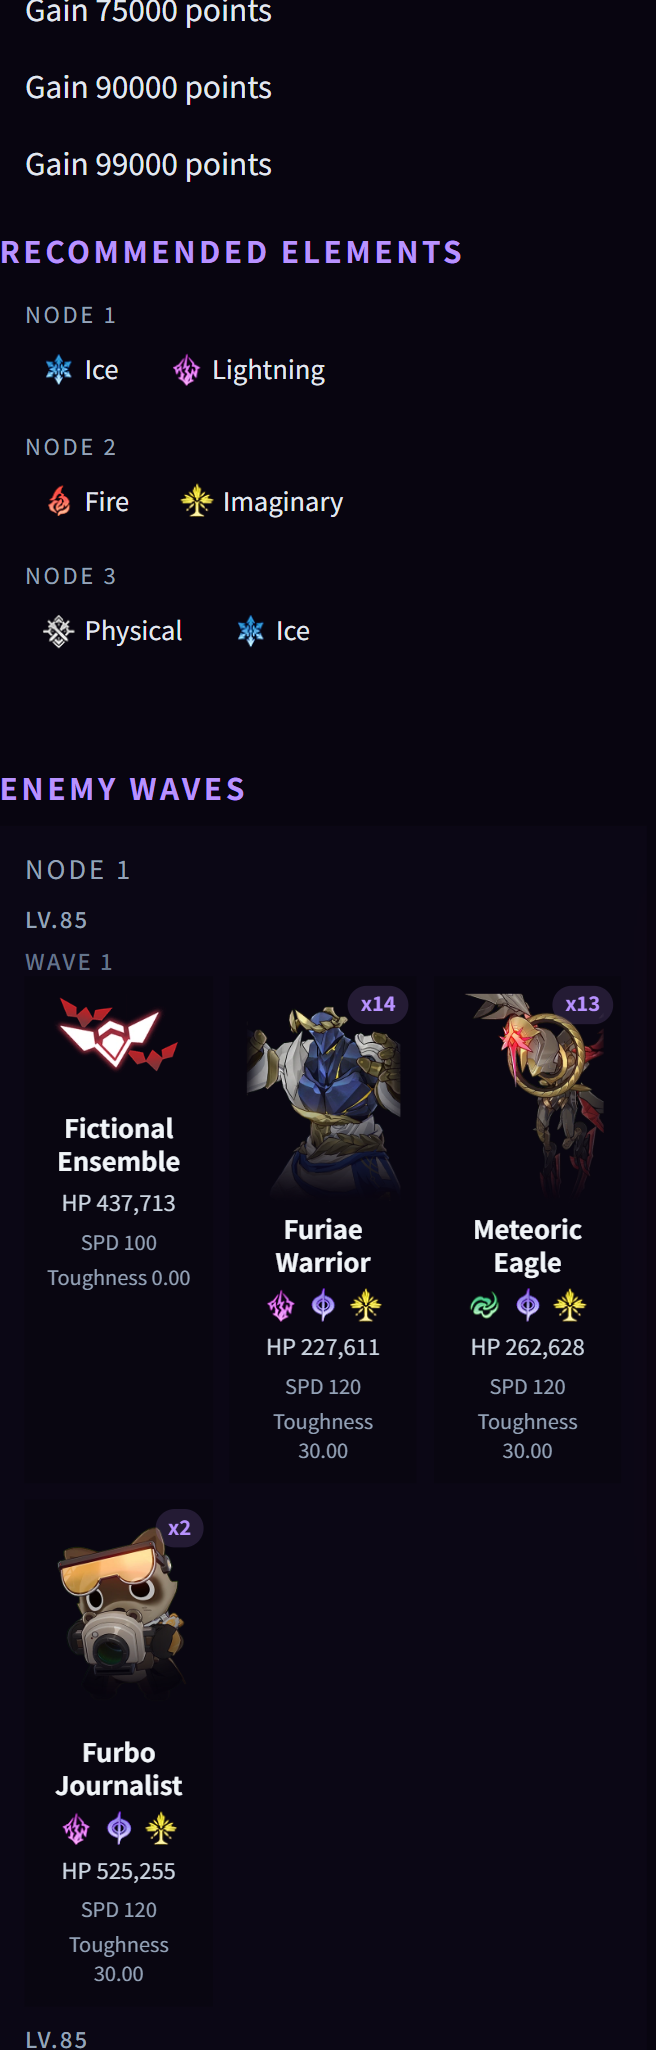 Gain 75000 points
Gain 90000 points
Gain 99000 points
RECOMMENDED ELEMENTS
NODE 1
Ice Lightning
NODE 2
Fire Imaginary
NODE 3
Physical Ice
ENEMY WAVES
NODE 1
LV.85
WAVE 1
Fictional
Ensemble
HP 437,713
SPD 100
Toughness 0.00
x14
Furiae
Warrior
HP 227,611
SPD 120
Toughness
30.00
x13
Meteoric
Eagle
HP 262,628
SPD 120
Toughness
30.00
x2
Furbo
Journalist
HP 525,255
SPD 120
Toughness
30.00
LV.85